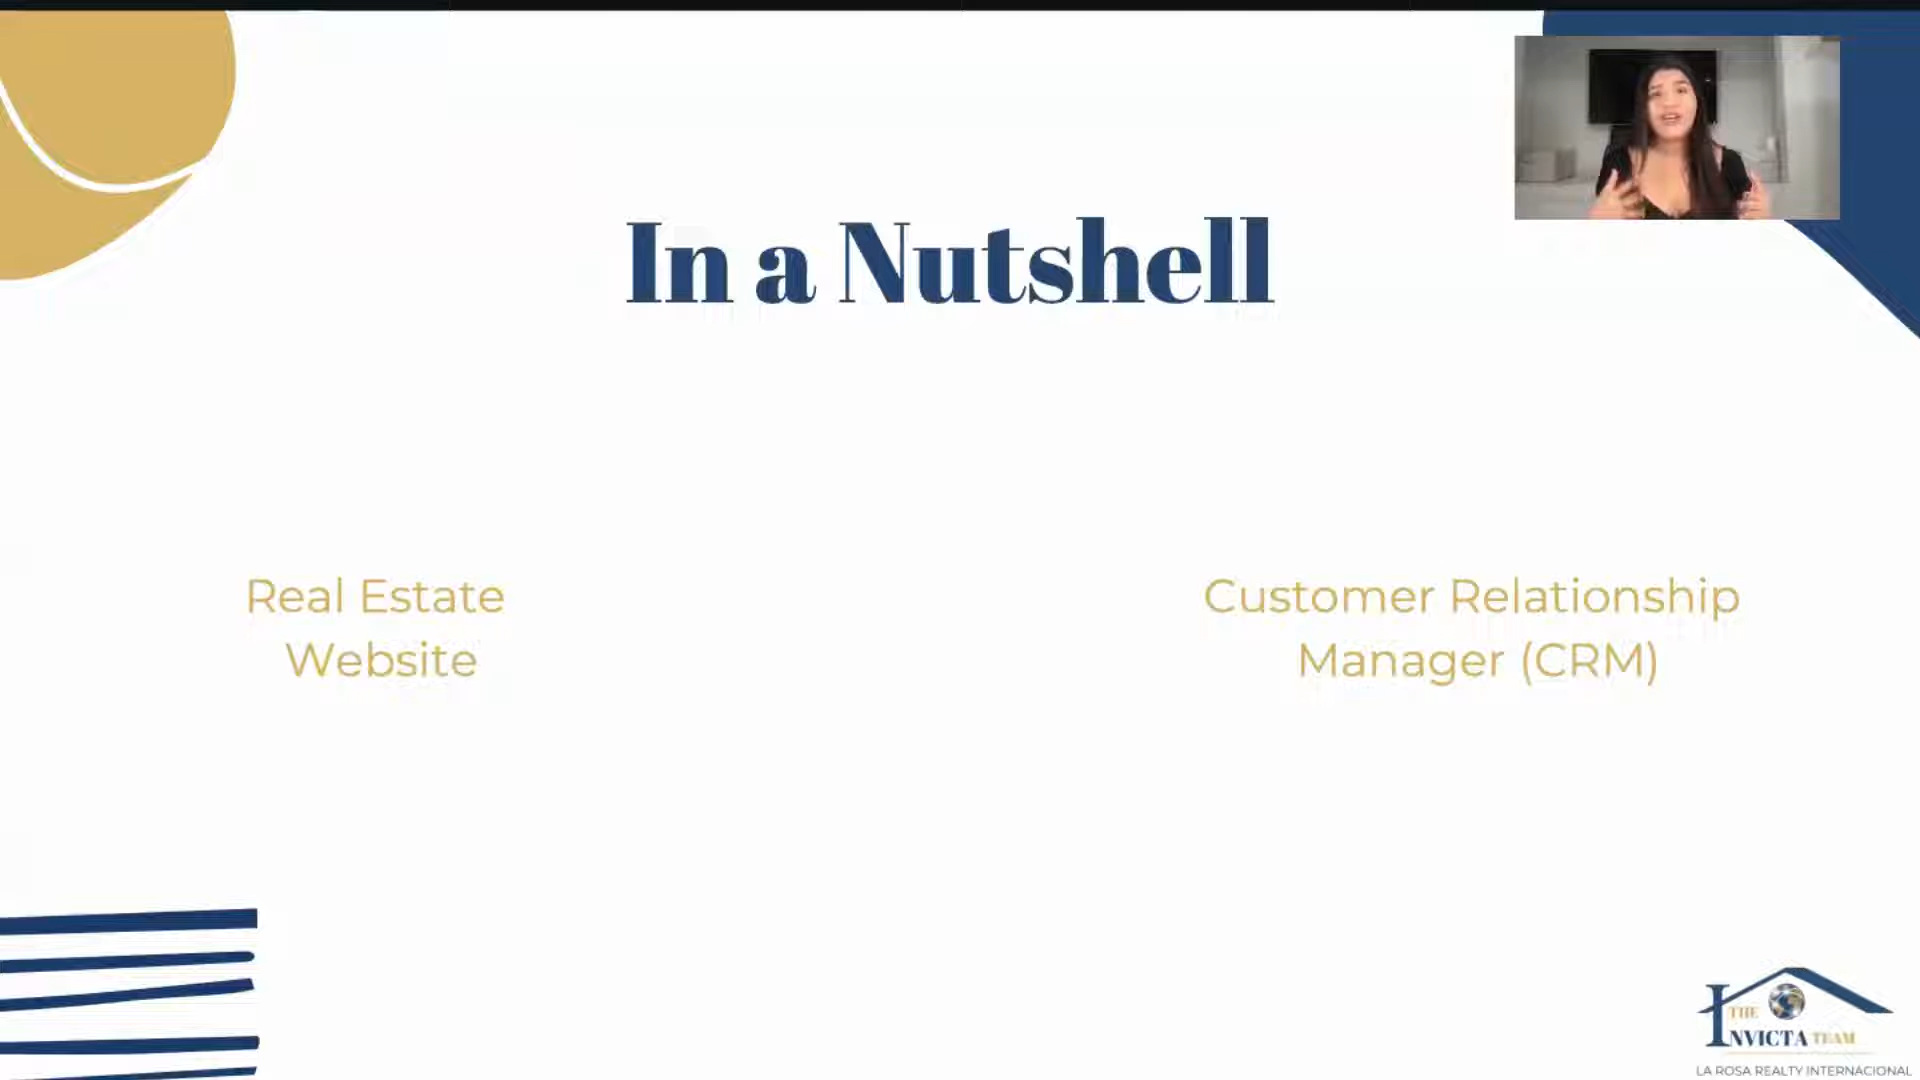 In a Nutshell
Real Estate
Website
Customer Relationship
Manager (CRM)
THE
INVICTA TEAM
LA ROSA REALTY INTERNACIONAL